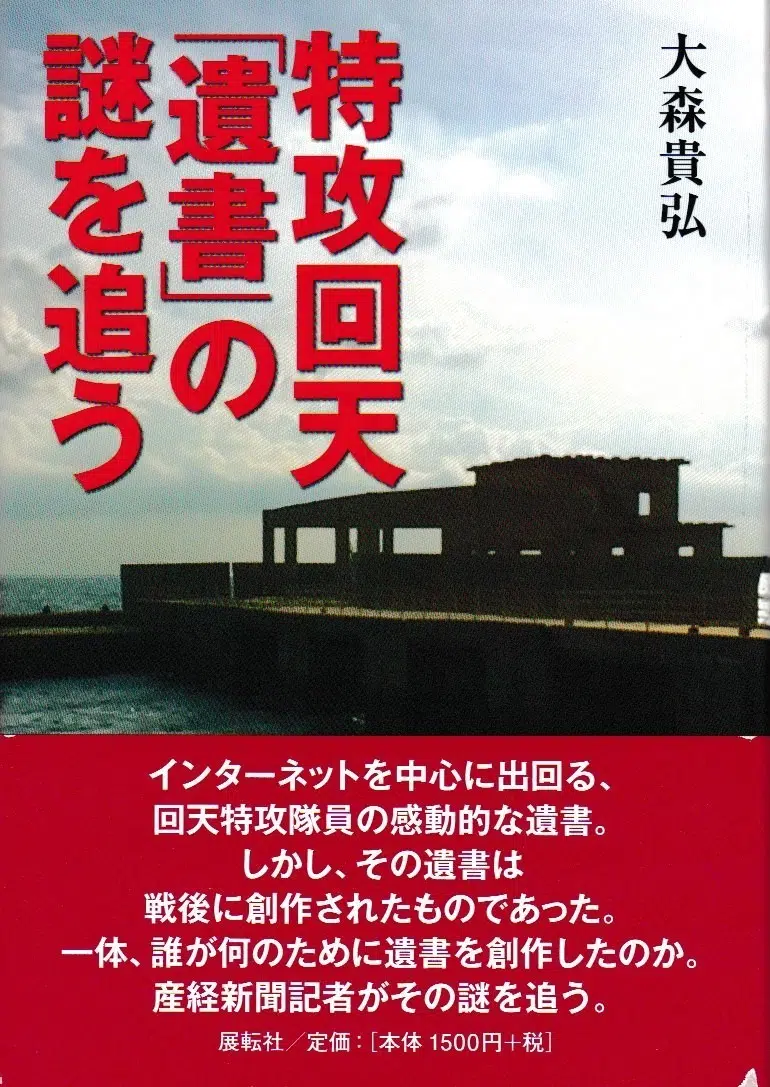 大森貴弘
特攻回天
「遺書」の
謎を追う
インターネットを中心に出回る、
回天特攻隊員の感動的な遺書。
しかし、その遺書は
戦後に創作されたものであった。
一体、誰が何のために遺書を創作したのか。
産経新聞記者がその謎を追う。
展転社／定価：［本体 1500円＋税］